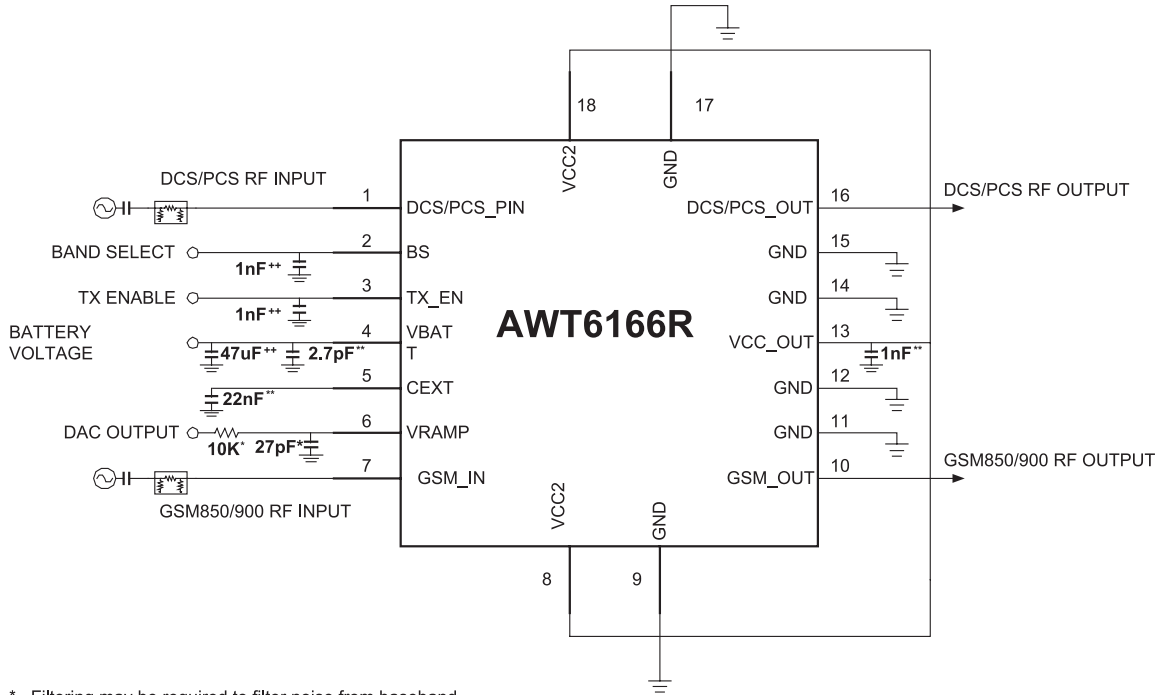 18
17
VCC2
GND
DCS/PCS RF INPUT
1
DCS/PCS_PIN
DCS/PCS_OUT
16
DCS/PCS RF OUTPUT
BAND SELECT
2
BS
GND
15
1nF++
TX ENABLE
3
TX_EN
GND
14
1nF++
AWT6166R
BATTERY
VOLTAGE
4
VBAT
T
VCC_OUT
13
47uF++
2.7pF**
1nF**
5
CEXT
GND
12
22nF**
DAC OUTPUT
6
VRAMP
GND
11
10K*
27pF*
7
GSM_IN
GSM_OUT
10
GSM850/900 RF OUTPUT
GSM850/900 RF INPUT
VCC2
GND
8
9
* Filtering may be required to filter noise from baseband